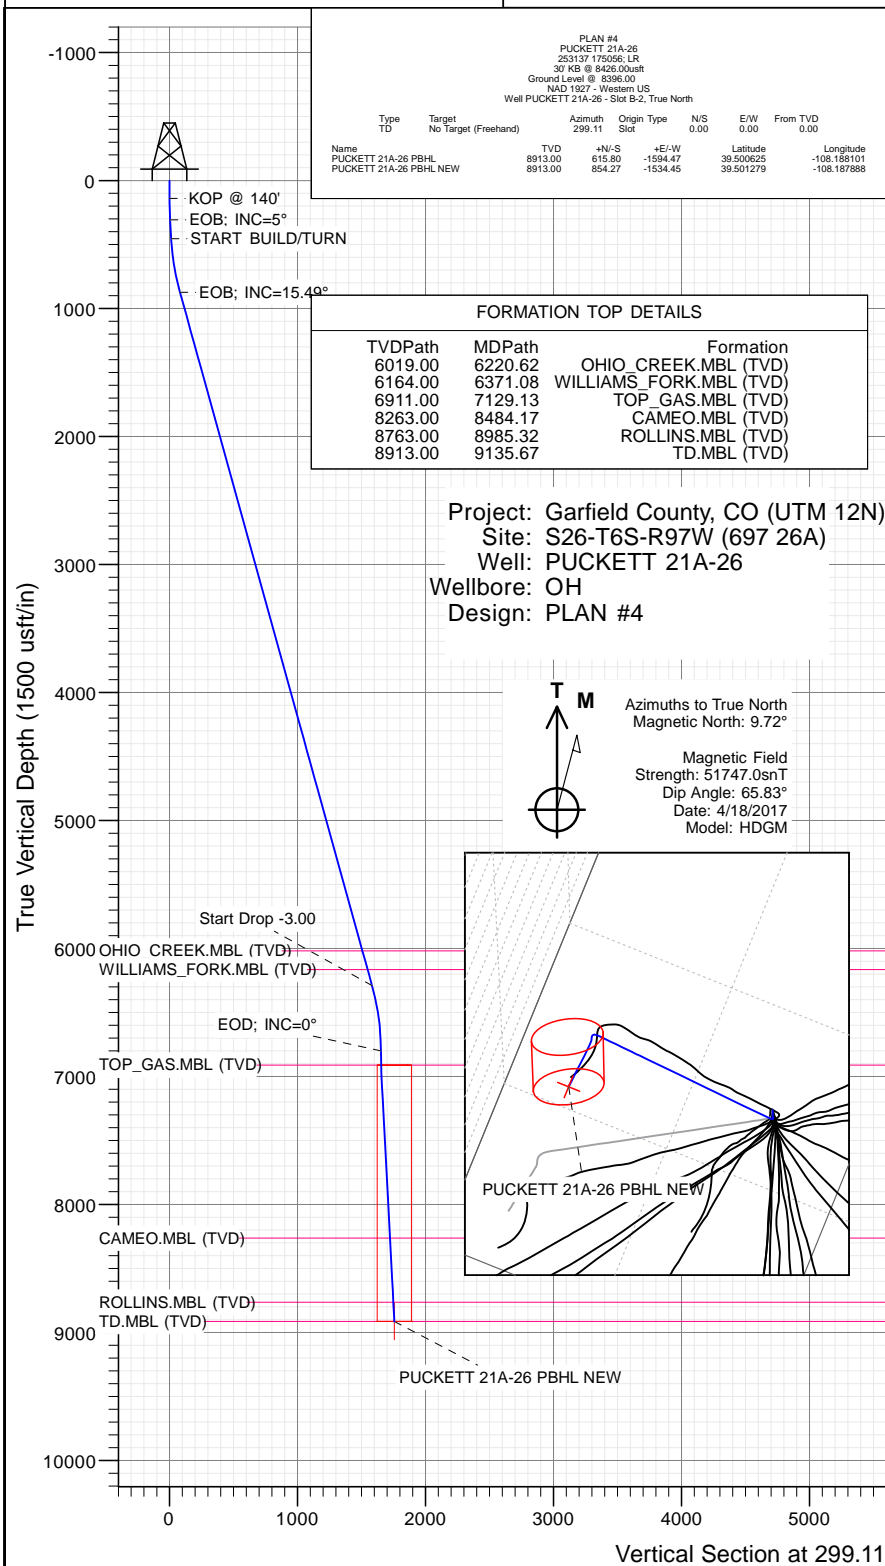 PLAN #4
PUCKETT 21A-26
253137 175056; LR
30' KB @ 8426.00usft
Ground Level @ 8396.00
NAD 1927 - Western US
Well PUCKETT 21A-26 - Slot B-2, True North
Type Target Azimuth Origin Type N/S E/W From TVD
TD No Target (Freehand) 299.11 Slot 0.00 0.00 0.00
Name TVD +N/-S +E/-W Latitude Longitude
PUCKETT 21A-26 PBHL 8913.00 615.80 -1594.47 39.500625 -108.188101
PUCKETT 21A-26 PBHL NEW 8913.00 854.27 -1534.45 39.501279 -108.187888
-1000
0
KOP @ 140'
EOB; INC=5°
START BUILD/TURN
EOB; INC=15.49°
1000
FORMATION TOP DETAILS
TVDPath MDPath Formation
6019.00 6220.62 OHIO_CREEK.MBL (TVD)
6164.00 6371.08 WILLIAMS_FORK.MBL (TVD)
6911.00 7129.13 TOP_GAS.MBL (TVD)
8263.00 8484.17 CAMEO.MBL (TVD)
8763.00 8985.32 ROLLINS.MBL (TVD)
8913.00 9135.67 TD.MBL (TVD)
2000
Project: Garfield County, CO (UTM 12N)
Site: S26-T6S-R97W (697 26A)
Well: PUCKETT 21A-26
Wellbore: OH
Design: PLAN #4
3000
True Vertical Depth (1500 usft/in)
4000
T M
Azimuths to True North
Magnetic North: 9.72°
Magnetic Field
Strength: 51747.0snT
Dip Angle: 65.83°
Date: 4/18/2017
Model: HDGM
5000
Start Drop -3.00
6000
OHIO_CREEK.MBL (TVD)
WILLIAMS_FORK.MBL (TVD)
EOD; INC=0°
TOP_GAS.MBL (TVD)
7000
PUCKETT 21A-26 PBHL NEW
8000
CAMEO.MBL (TVD)
ROLLINS.MBL (TVD)
TD.MBL (TVD)
9000
PUCKETT 21A-26 PBHL NEW
10000
0 1000 2000 3000 4000 5000
Vertical Section at 299.11